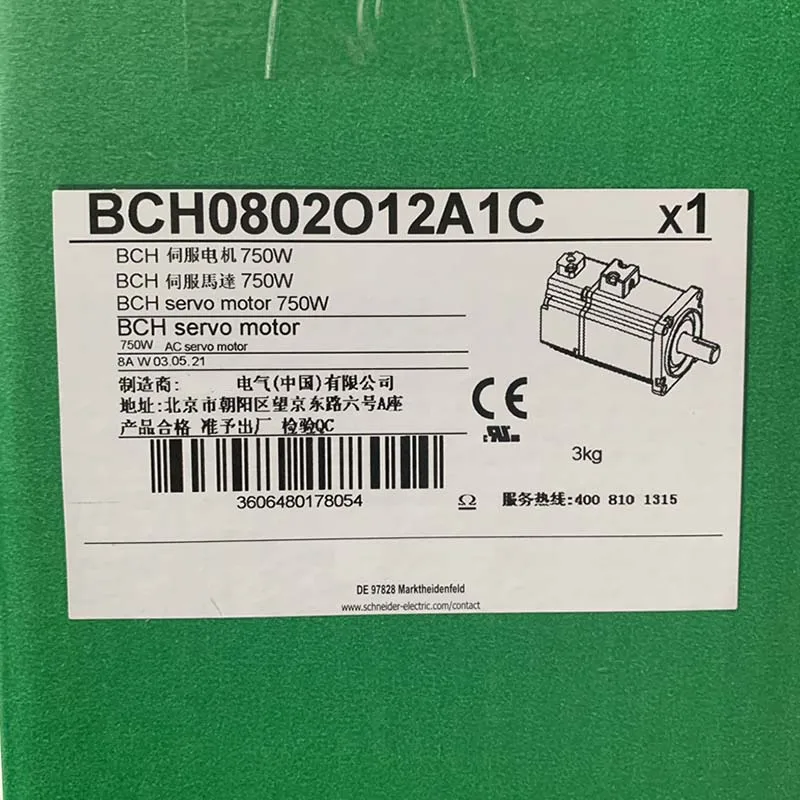 BCH0802O12A1C x1
BCH 伺服电机 750W
BCH 伺服馬達 750W
BCH servo motor 750W
BCH servo motor
750W AC servo motor
8A W 03.05.21
制造商: 电气(中国)有限公司
地址:北京市朝阳区望京东路六号A座
产品合格 准予出厂 检验QC
CE
3kg
3606480178054
Ω 服务热线:400 810 1315
DE 97828 Marktheidenfeld
www.schneider-electric.com/contact